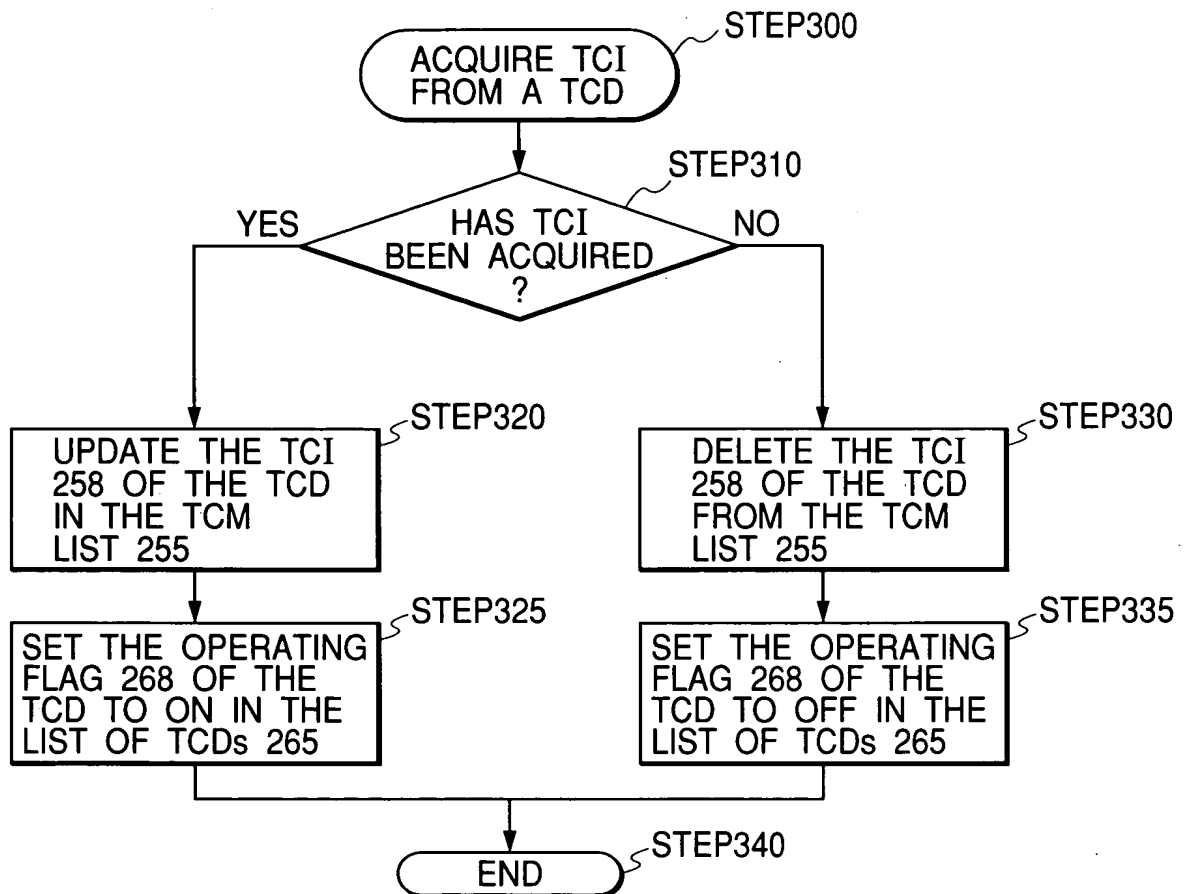 STEP300
ACQUIRE TCI
FROM A TCD
STEP310
YES
HAS TCI
BEEN ACQUIRED
?
NO
STEP320
UPDATE THE TCI
258 OF THE TCD
IN THE TCM
LIST 255
STEP330
DELETE THE TCI
258 OF THE TCD
FROM THE TCM
LIST 255
STEP325
SET THE OPERATING
FLAG 268 OF THE
TCD TO ON IN THE
LIST OF TCDs 265
STEP335
SET THE OPERATING
FLAG 268 OF THE
TCD TO OFF IN THE
LIST OF TCDs 265
STEP340
END